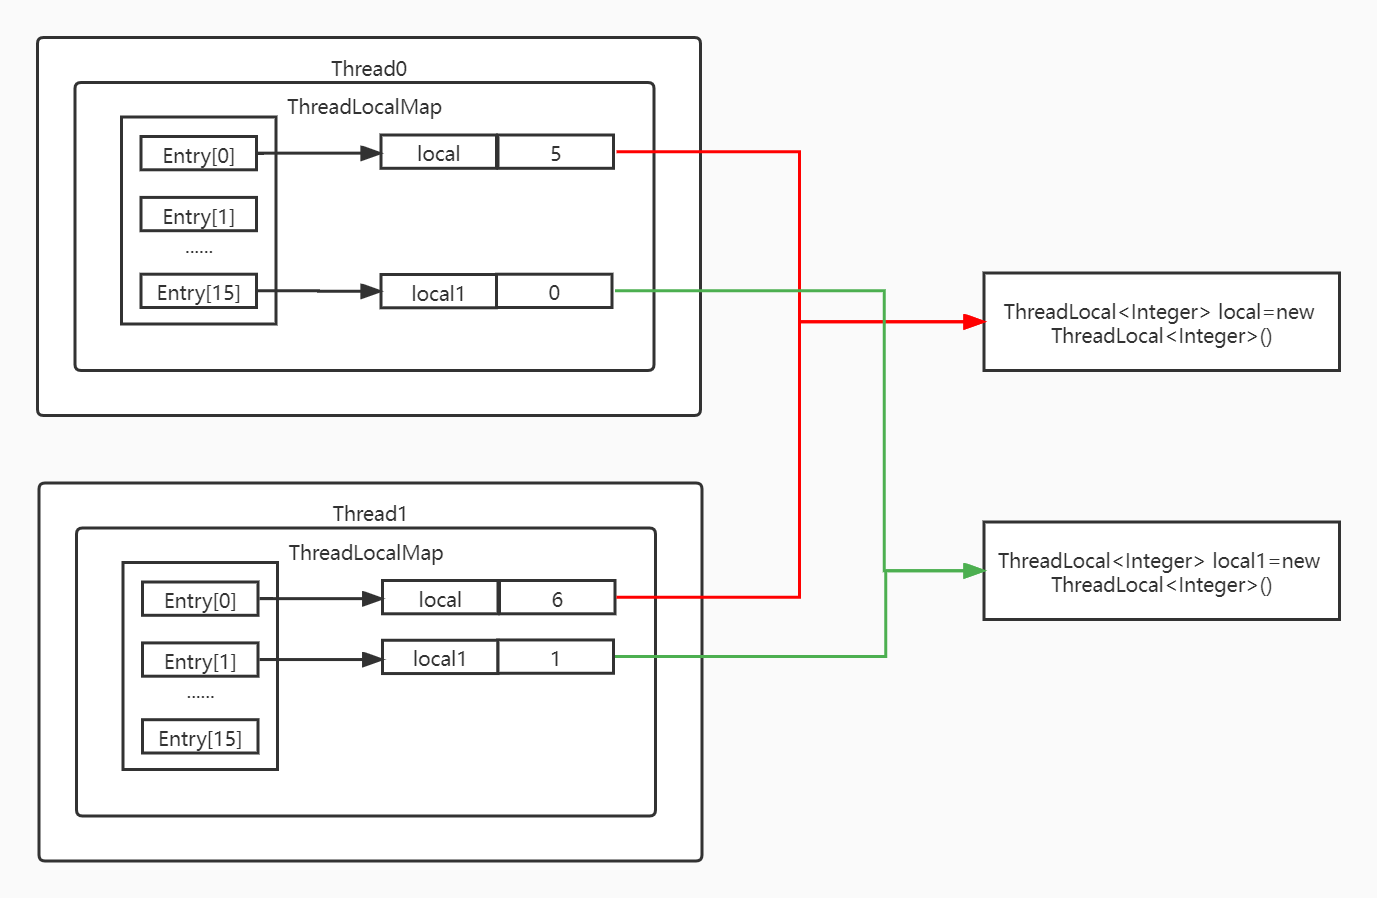 Thread0
ThreadLocalMap
Entry[0]
local
5
Entry[1]
......
Entry[15]
local1
0
ThreadLocal<Integer> local=new
ThreadLocal<Integer>()
Thread1
ThreadLocalMap
Entry[0]
local
6
Entry[1]
local1
1
......
Entry[15]
ThreadLocal<Integer> local1=new
ThreadLocal<Integer>()